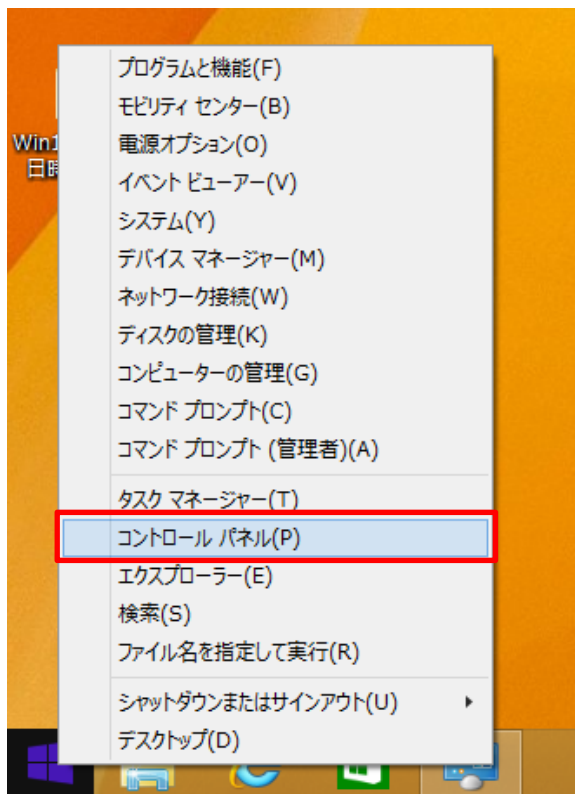 プログラムと機能(F)
モビリティ センター(B)
Win1
電源オプション(O)
日時
イベント ビューアー(V)
システム(Y)
デバイス マネージャー(M)
ネットワーク接続(W)
ディスクの管理(K)
コンピューターの管理(G)
コマンド プロンプト(C)
コマンド プロンプト (管理者)(A)
タスク マネージャー(T)
コントロール パネル(P)
エクスプローラー(E)
検索(S)
ファイル名を指定して実行(R)
シャットダウンまたはサインアウト(U)
デスクトップ(D)